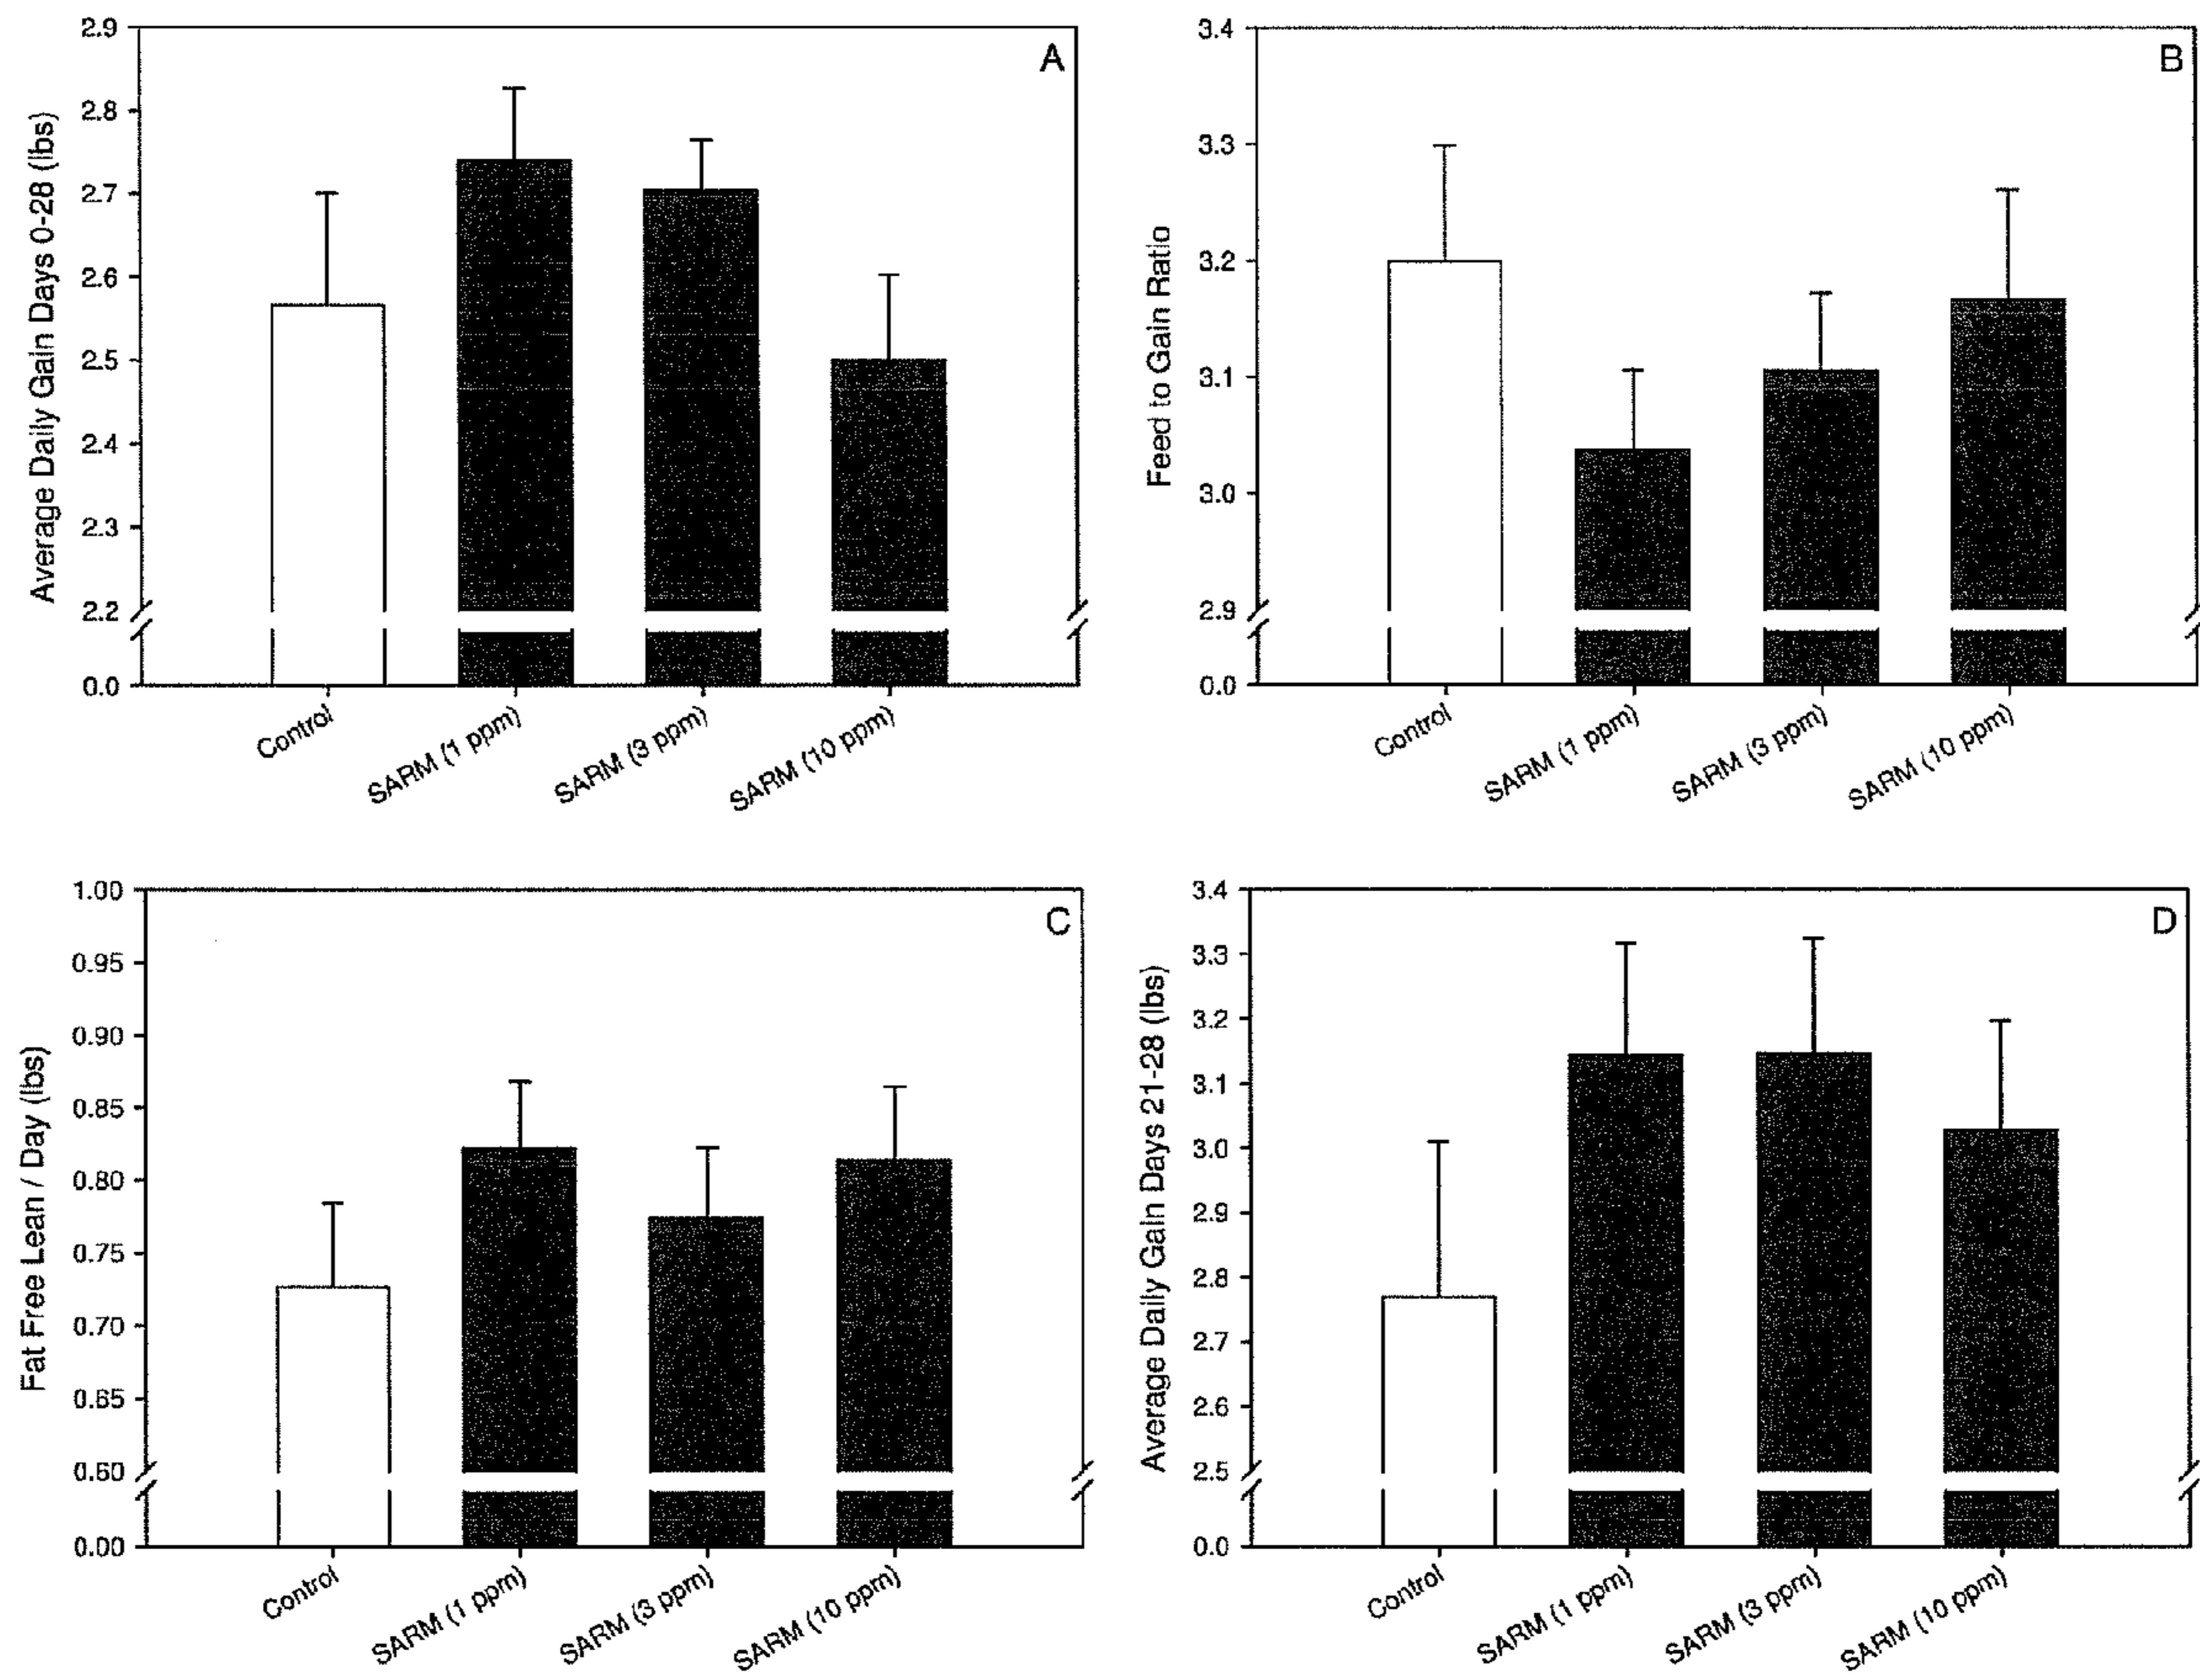 A
Average Daily Gain Days 0-28 (lbs)
2.9
2.8
2.7
2.6
2.5
2.4
2.3
2.2
0.0
Control
SARM (1 ppm)
SARM (3 ppm)
SARM (10 ppm)
B
Feed to Gain Ratio
3.4
3.3
3.2
3.1
3.0
2.9
0.0
Control
SARM (1 ppm)
SARM (3 ppm)
SARM (10 ppm)
C
Fat Free Lean / Day (lbs)
1.00
0.95
0.90
0.85
0.80
0.75
0.70
0.65
0.60
0.00
Control
SARM (1 ppm)
SARM (3 ppm)
SARM (10 ppm)
D
Average Daily Gain Days 21-28 (lbs)
3.4
3.3
3.2
3.1
3.0
2.9
2.8
2.7
2.6
2.5
0.0
Control
SARM (1 ppm)
SARM (3 ppm)
SARM (10 ppm)